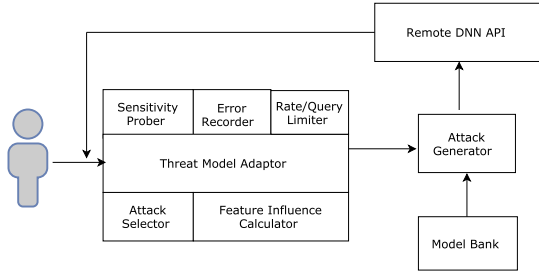 Remote DNN API
Sensitivity
Prober
Error
Recorder
Rate/Query
Limiter
Threat Model Adaptor
Attack
Generator
Attack
Selector
Feature Influence
Calculator
Model Bank